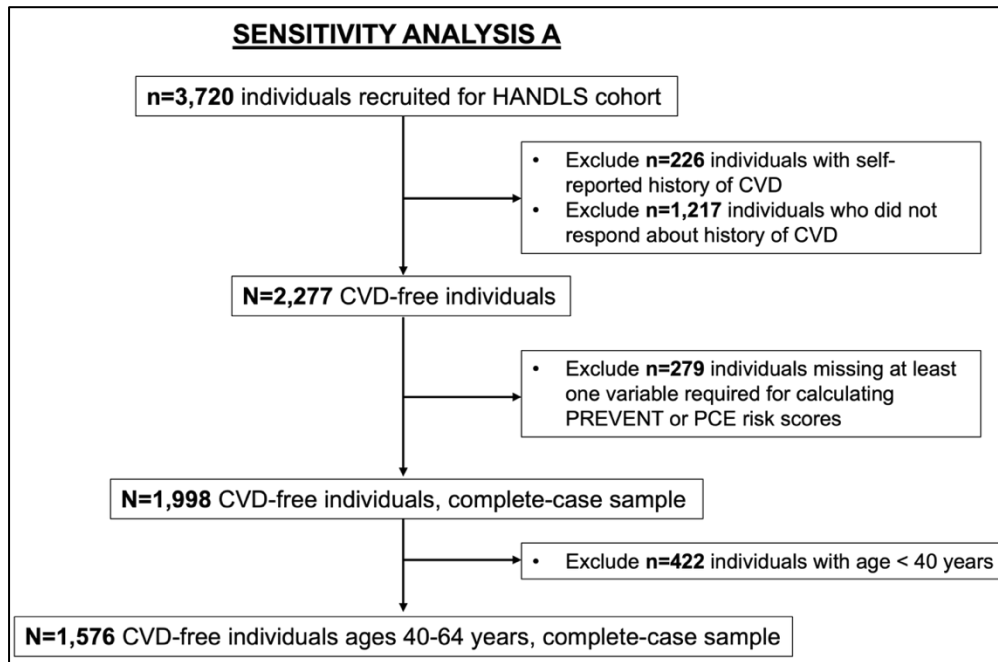 SENSITIVITY ANALYSIS A
n=3,720 individuals recruited for HANDLS cohort
• Exclude n=226 individuals with self-
reported history of CVD
• Exclude n=1,217 individuals who did not
respond about history of CVD
N=2,277 CVD-free individuals
• Exclude n=279 individuals missing at least
one variable required for calculating
PREVENT or PCE risk scores
N=1,998 CVD-free individuals, complete-case sample
• Exclude n=422 individuals with age < 40 years
N=1,576 CVD-free individuals ages 40-64 years, complete-case sample